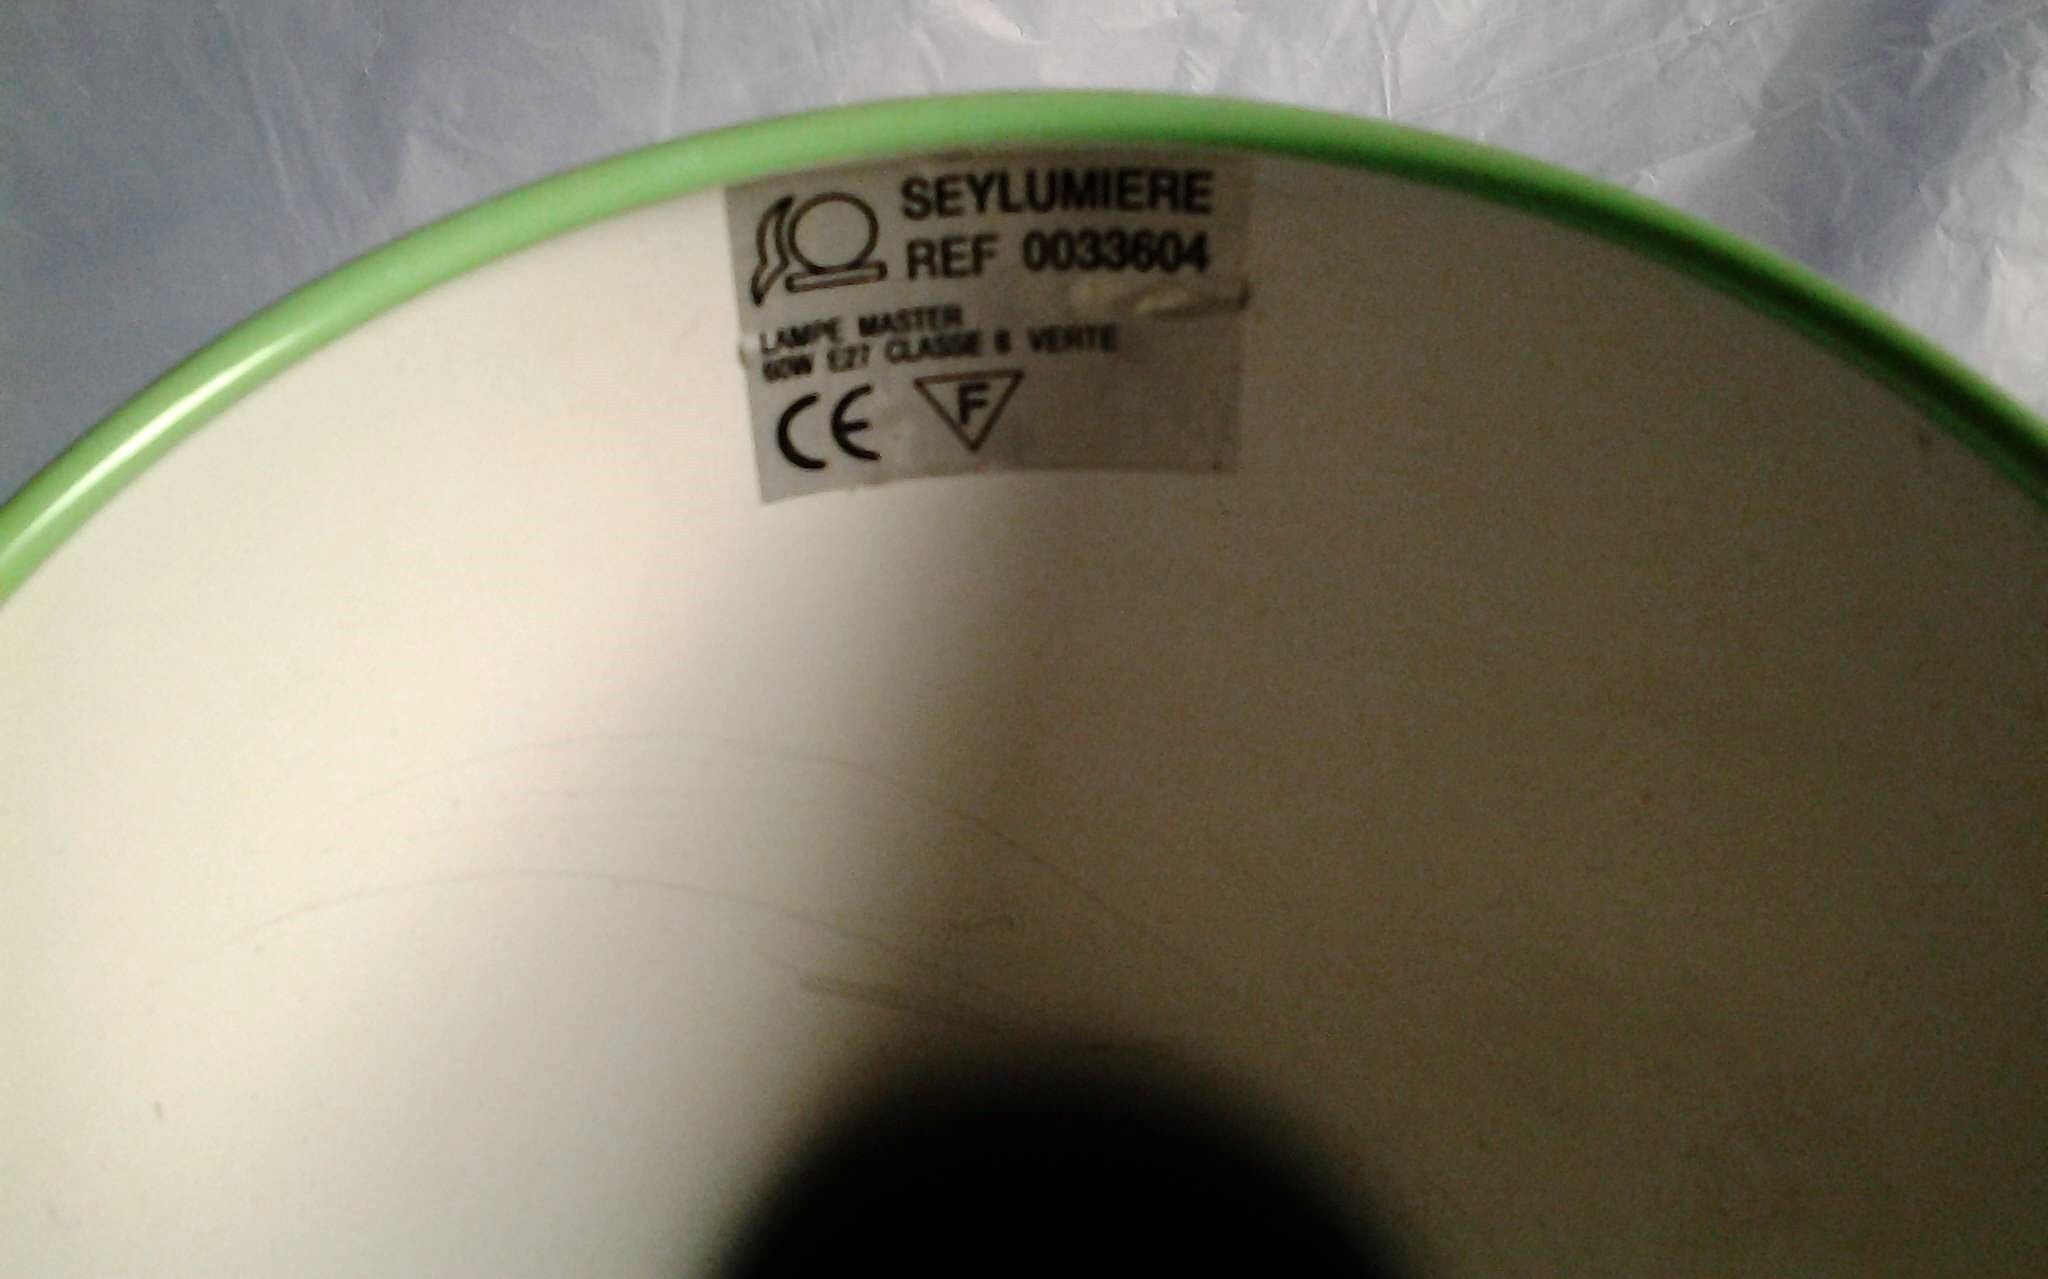 SEYLUMIERE
REF 0033604
LAMPE MASTER
60W E27 CLASSE II VERTE
CE F